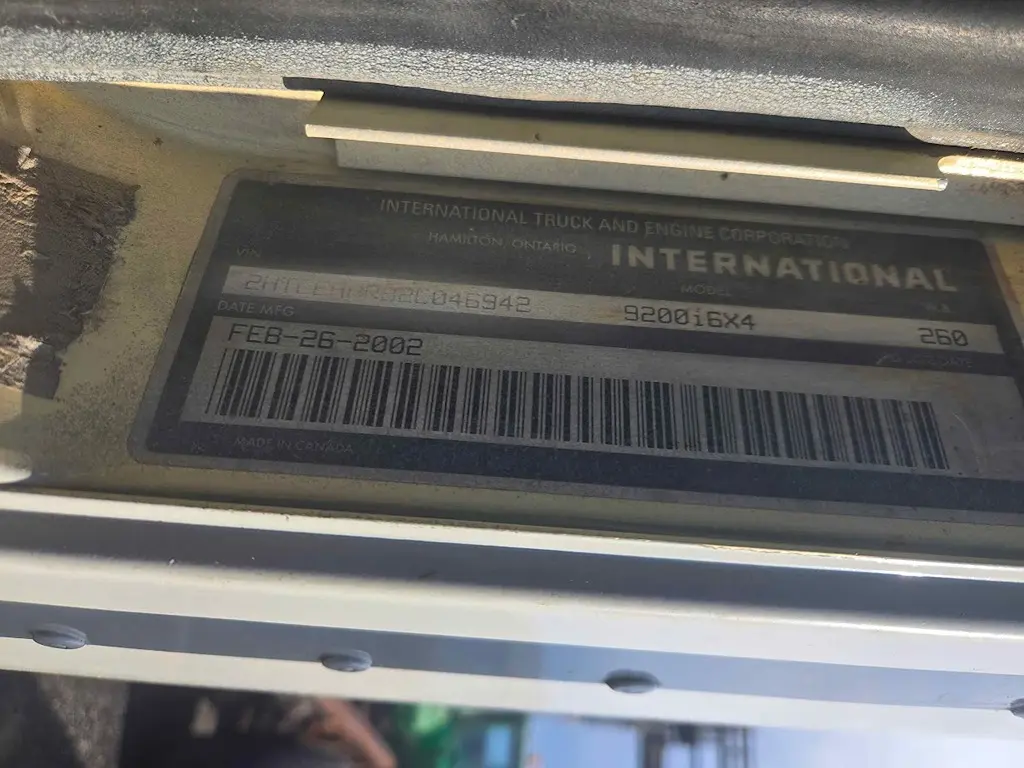 INTERNATIONAL TRUCK AND ENGINE CORPORATION
HAMILTON, ONTARIO
INTERNATIONAL
VIN
MODEL
W.B.
9200i6X4
260
DATE MFG
FEB-26-2002
MADE IN CANADA